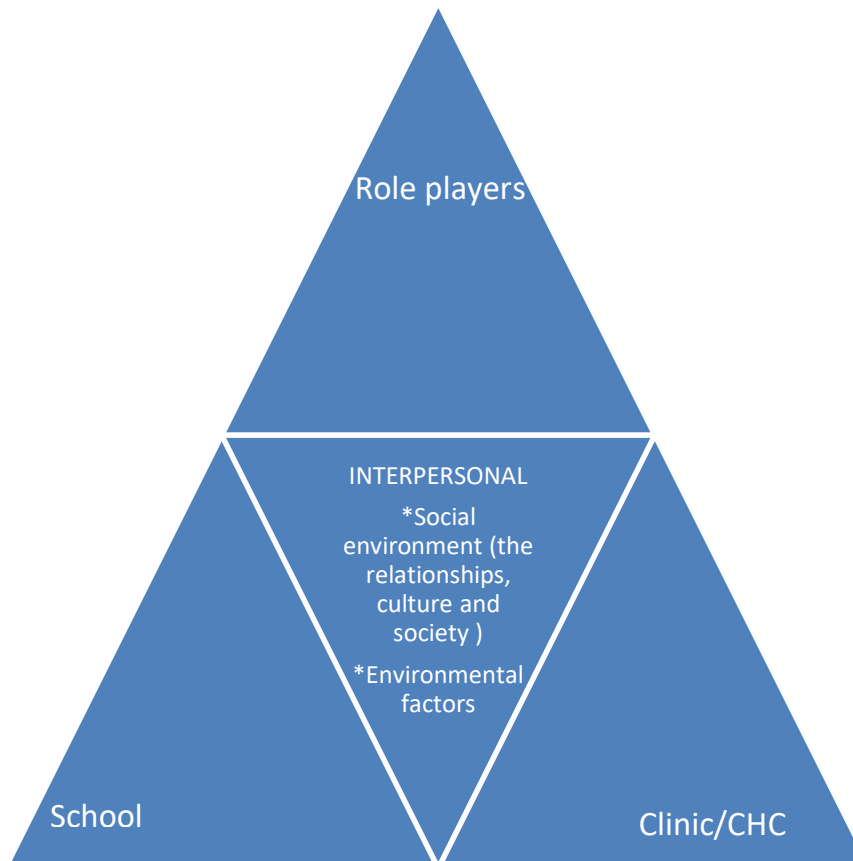 Role players
INTERPERSONAL
*Social
environment (the
relationships,
culture and
society )
*Environmental
factors
School
Clinic/CHC